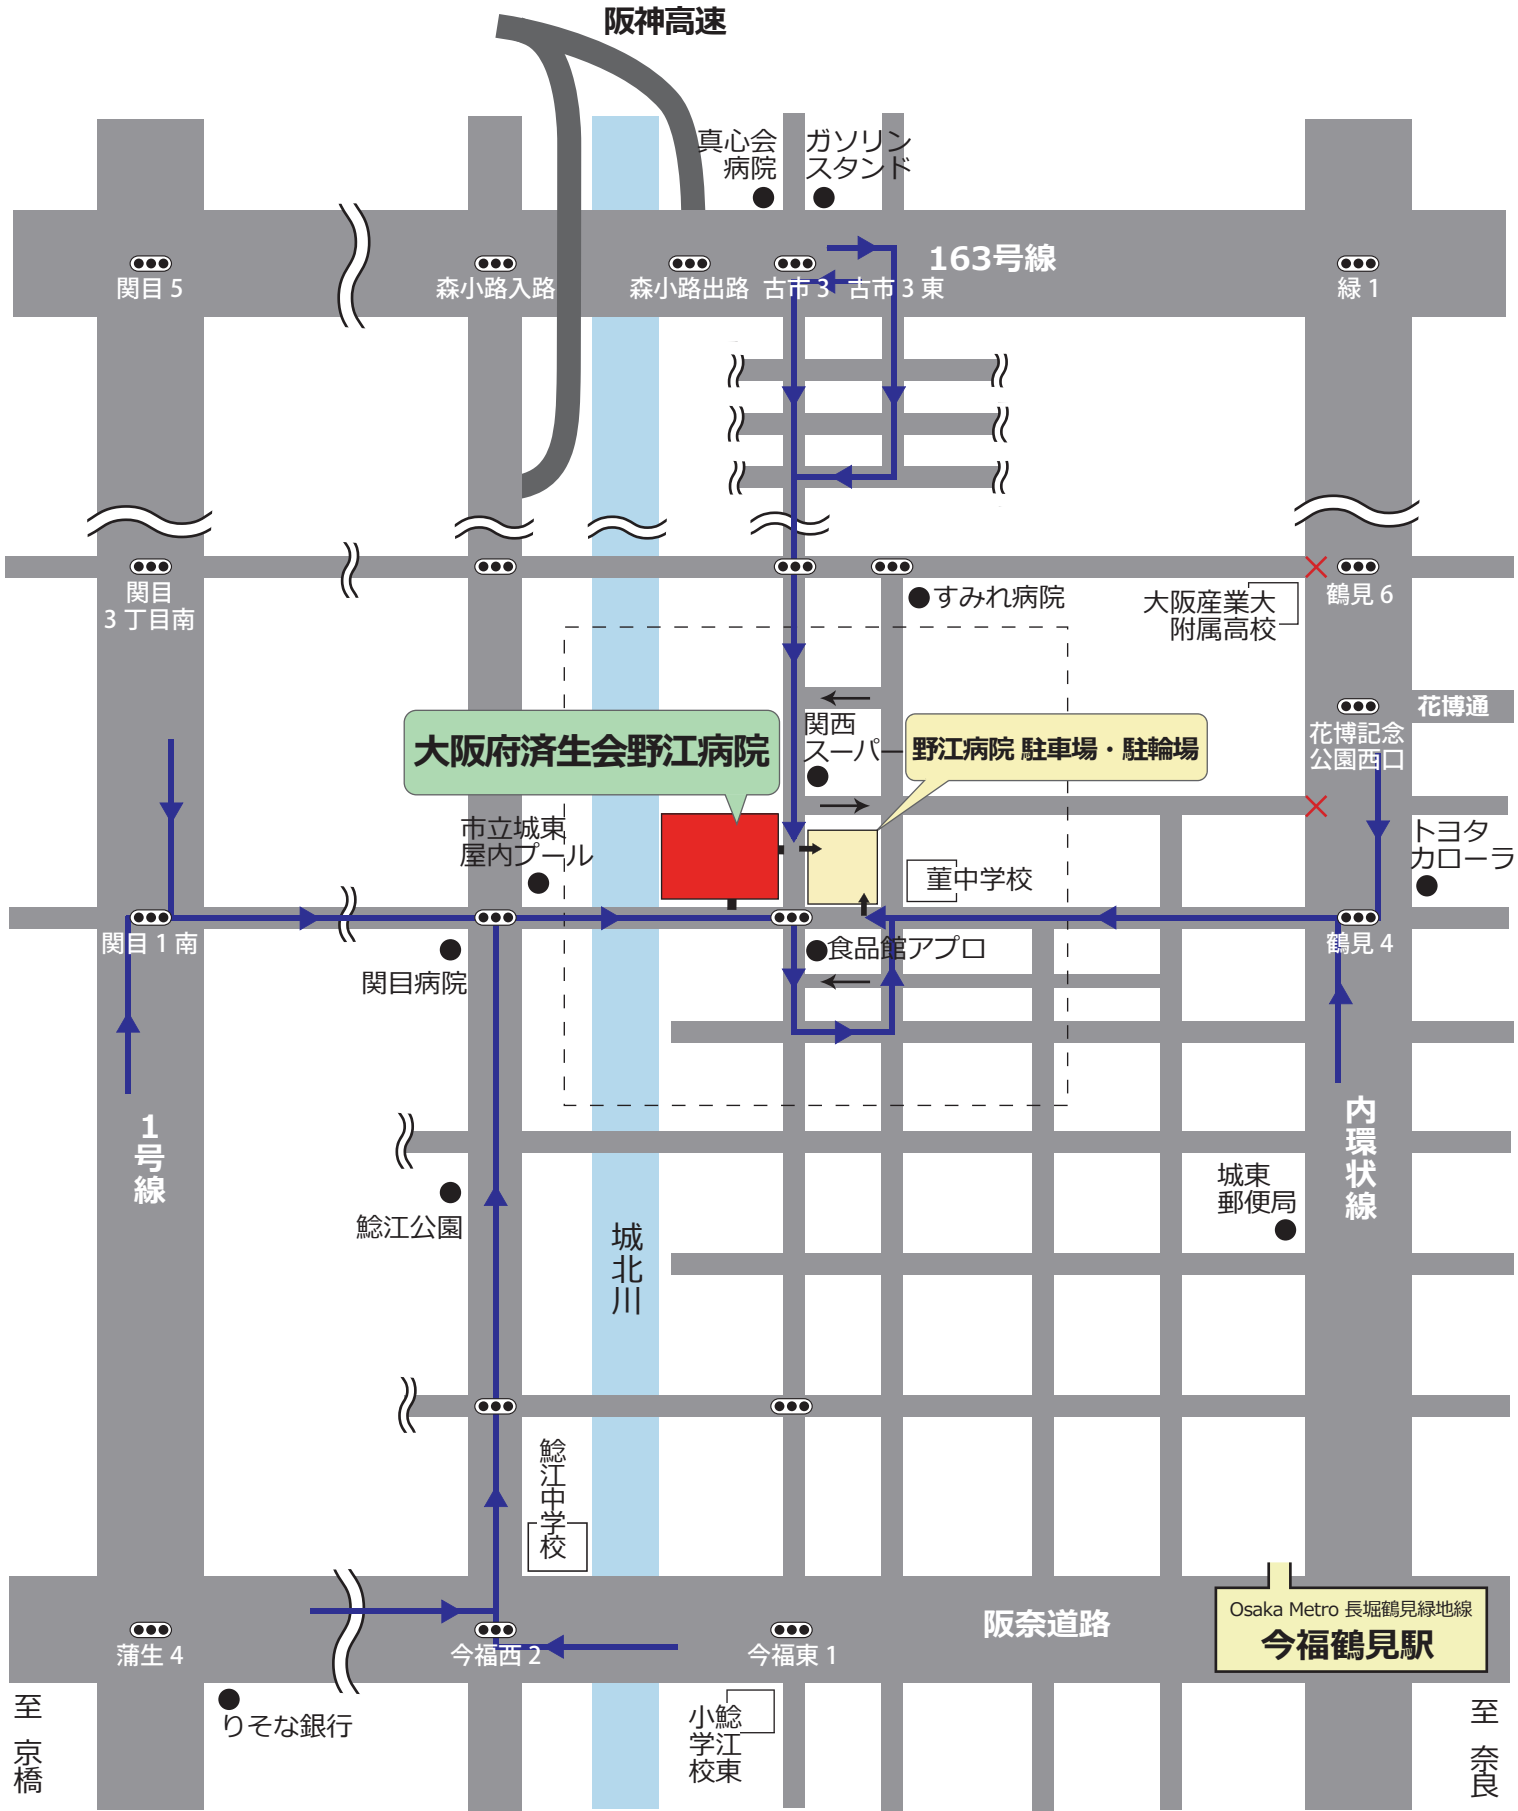 阪神高速
真心会
病院
ガソリン
スタンド
163号線
関目 5
森小路入路
森小路出路
古市 3
古市 3 東
緑 1
関目
3 丁目南
すみれ病院
大阪産業大
附属高校
鶴見 6
花博通
花博記念
公園西口
関西
スーパー
大阪府済生会野江病院
野江病院 駐車場・駐輪場
市立城東
屋内プール
トヨタ
カローラ
菫中学校
関目 1 南
食品館アプロ
鶴見 4
関目病院
1号線
内環状線
城東
郵便局
鯰江公園
城北川
鯰江中学校
阪奈道路
Osaka Metro 長堀鶴見緑地線
今福鶴見駅
蒲生 4
今福西 2
今福東 1
りそな銀行
鯰江東
小学校
至 京橋
至 奈良